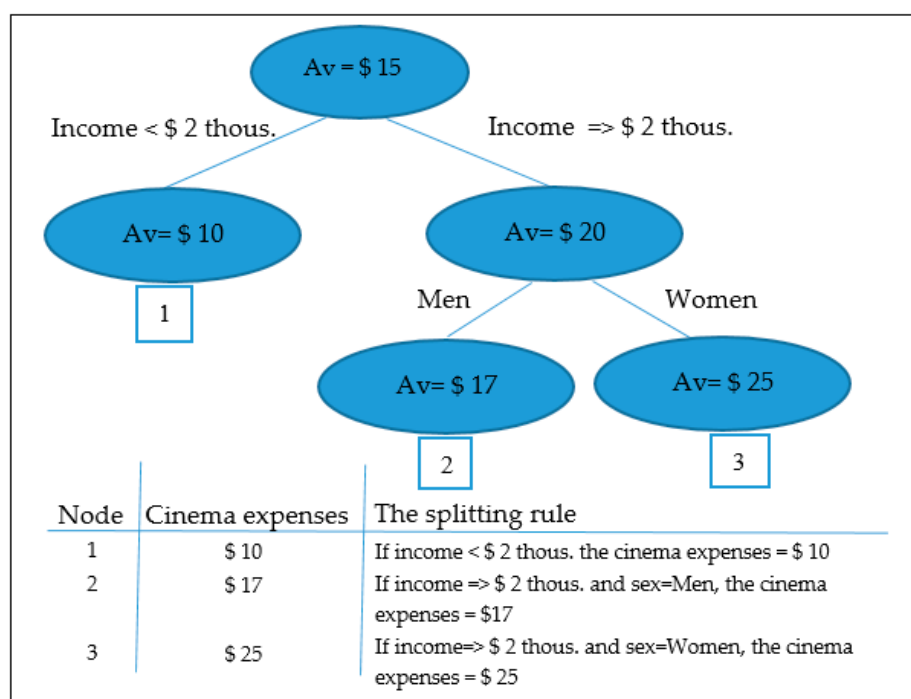 Av = $ 15
Income < $ 2 thous.
Income => $ 2 thous.
Av= $ 10
Av= $ 20
1
Men
Women
Av= $ 17
Av= $ 25
2
3
Node
Cinema expenses
The splitting rule
1
$ 10
If income < $ 2 thous. the cinema expenses = $ 10
2
$ 17
If income => $ 2 thous. and sex=Men, the cinema
expenses = $17
3
$ 25
If income=> $ 2 thous. and sex=Women, the cinema
expenses = $ 25